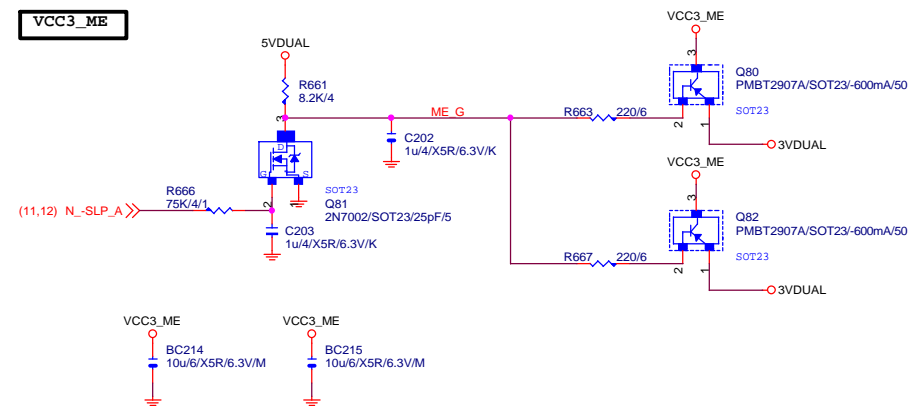 VCC3_ME
5VDUAL
R661
8.2K/4
3
D
G
S
2
1
SOT23
Q81
2N7002/SOT23/25pF/5
R666
75K/4/1
(11,12) N_-SLP_A
C203
1u/4/X5R/6.3V/K
ME_G
C202
1u/4/X5R/6.3V/K
R663
220/6
VCC3_ME
3
Q80
PMBT2907A/SOT23/-600mA/50
SOT23
2
1
3VDUAL
VCC3_ME
3
Q82
PMBT2907A/SOT23/-600mA/50
SOT23
R667
220/6
2
1
3VDUAL
VCC3_ME
BC214
10u/6/X5R/6.3V/M
VCC3_ME
BC215
10u/6/X5R/6.3V/M